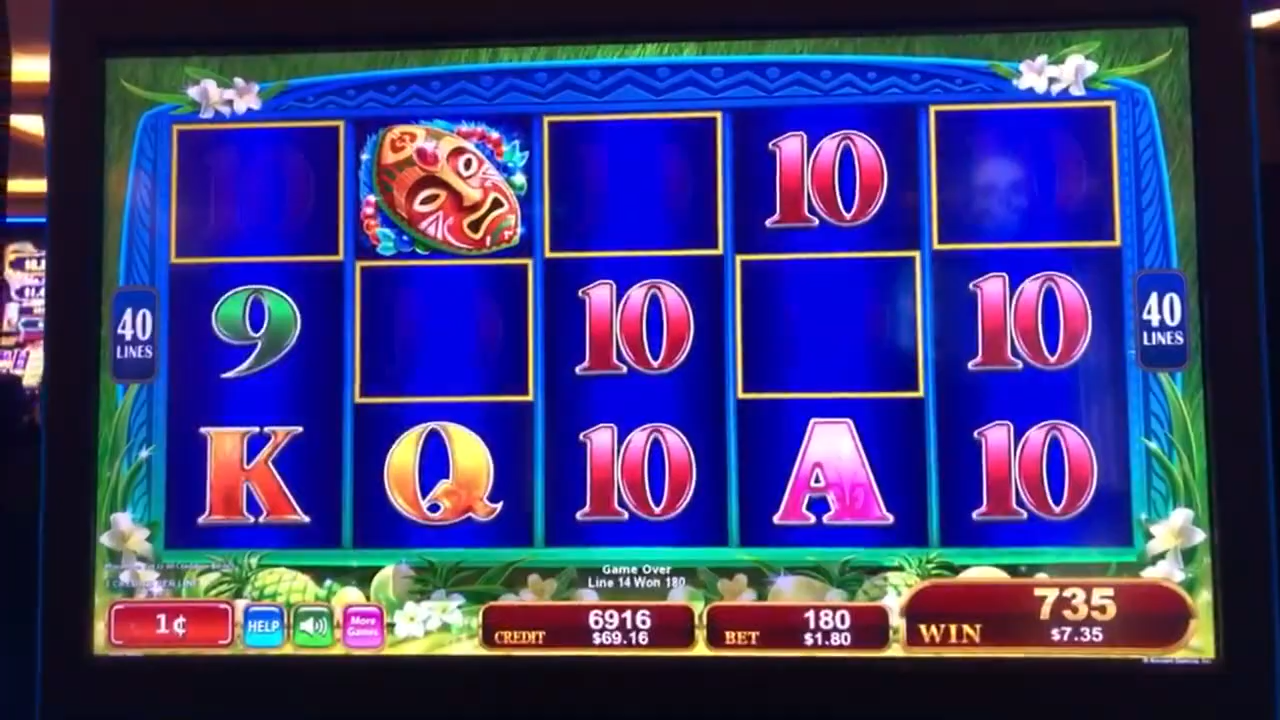 10
40
LINES
9
10
10
40
LINES
K
Q
10
A
10
Game Over
Line 14 Won 180
1¢
HELP
More
Games
CREDIT
6916
$69.16
BET
180
$1.80
WIN
735
$7.35